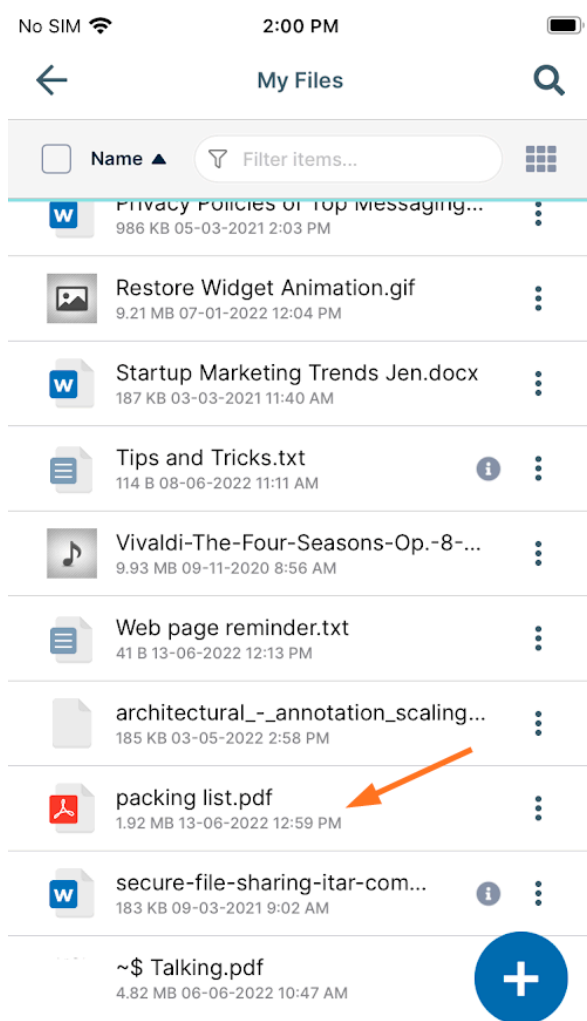 No SIM 2:00 PM
My Files
Name ▲ Filter items...
Privacy Policies of Top Messaging...
986 KB 05-03-2021 2:03 PM
Restore Widget Animation.gif
9.21 MB 07-01-2022 12:04 PM
W Startup Marketing Trends Jen.docx
187 KB 03-03-2021 11:40 AM
Tips and Tricks.txt
114 B 08-06-2022 11:11 AM
Vivaldi-The-Four-Seasons-Op.-8-...
9.93 MB 09-11-2020 8:56 AM
Web page reminder.txt
41 B 13-06-2022 12:13 PM
architectural_-_annotation_scaling...
185 KB 03-05-2022 2:58 PM
packing list.pdf
1.92 MB 13-06-2022 12:59 PM
W secure-file-sharing-itar-com...
183 KB 09-03-2021 9:02 AM
~$ Talking.pdf
4.82 MB 06-06-2022 10:47 AM